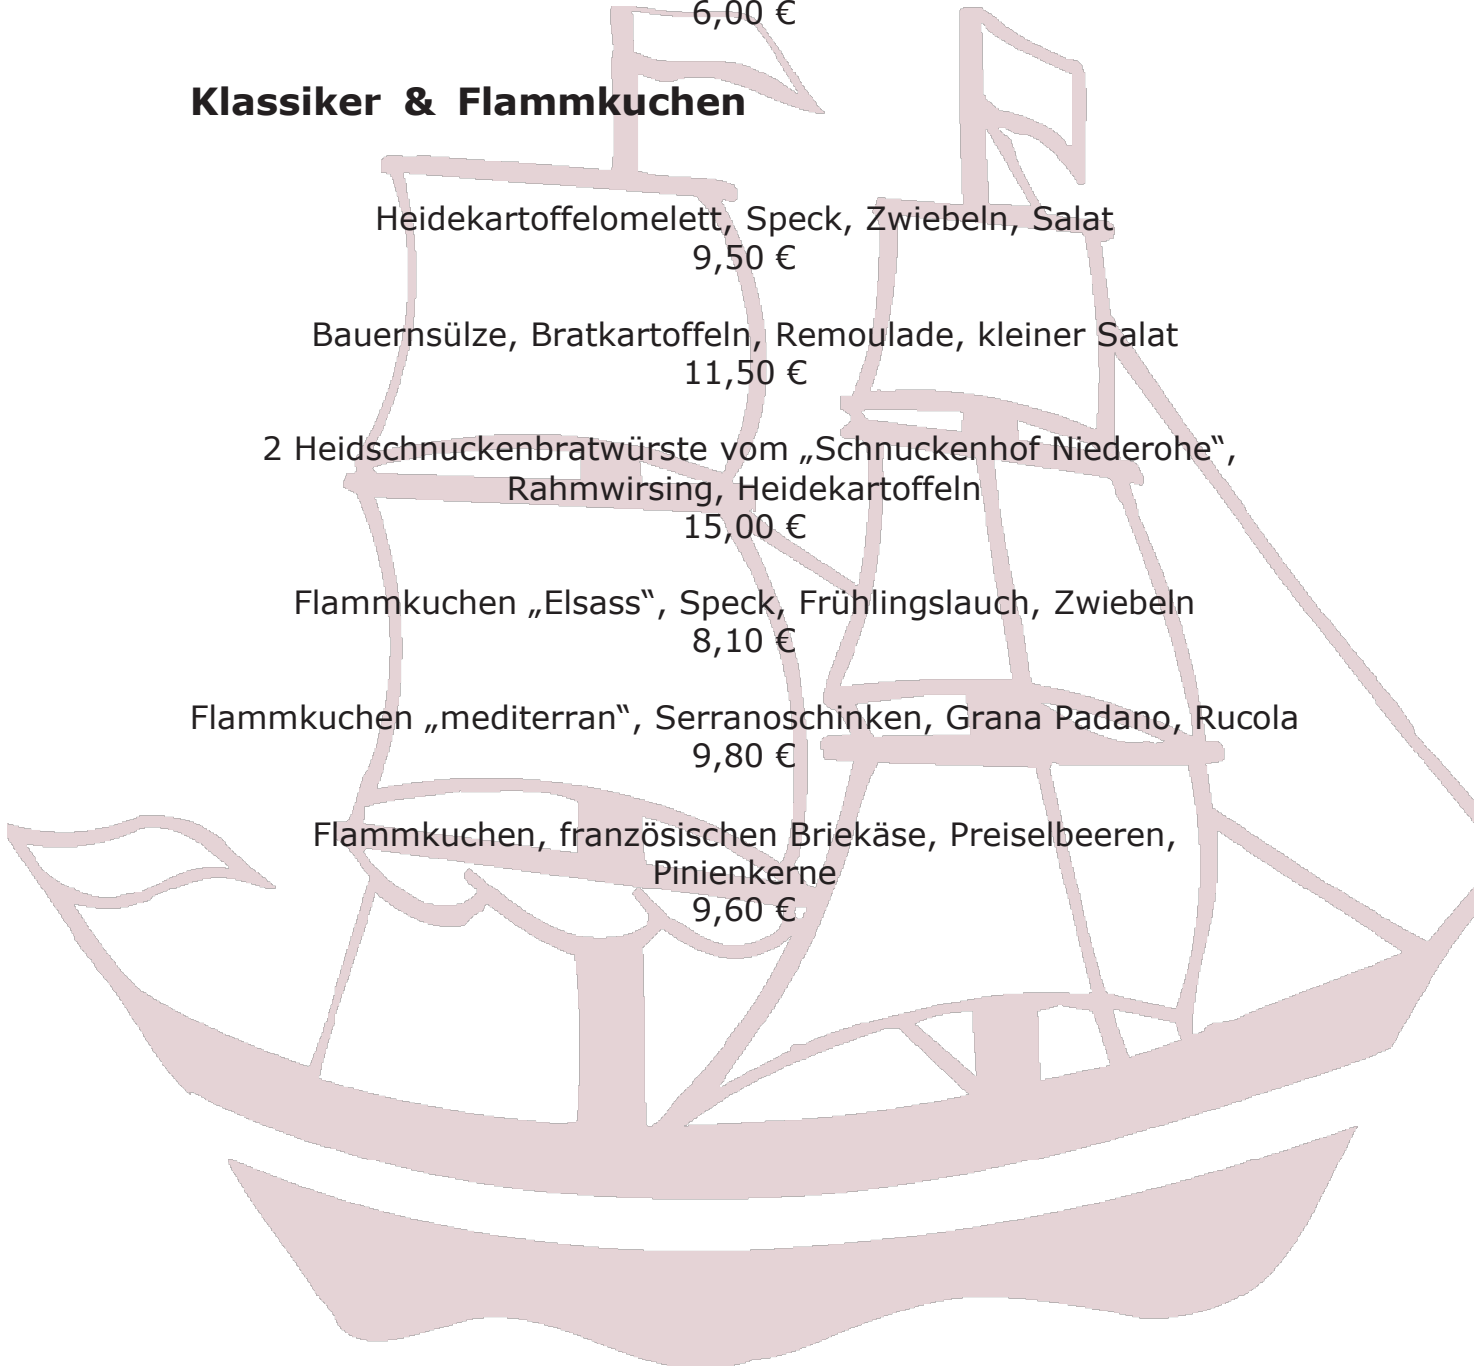 6,00 €
Klassiker & Flammkuchen
Heidekartoffelomelett, Speck, Zwiebeln, Salat
9,50 €
Bauernsülze, Bratkartoffeln, Remoulade, kleiner Salat
11,50 €
2 Heidschnuckenbratwürste vom „Schnuckenhof Niederohe“,
Rahmwirsing, Heidekartoffeln
15,00 €
Flammkuchen „Elsass“, Speck, Frühlingslauch, Zwiebeln
8,10 €
Flammkuchen „mediterran“, Serranoschinken, Grana Padano, Rucola
9,80 €
Flammkuchen, französischen Briekäse, Preiselbeeren,
Pinienkerne
9,60 €